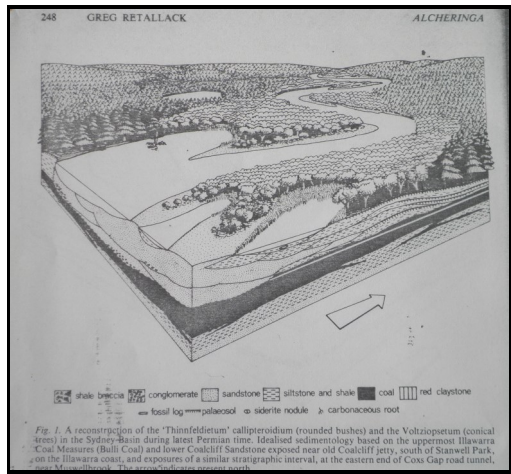 248 GREG RETALLACK ALCHERINGA
shale breccia conglomerate sandstone siltstone and shale coal red claystone
fossil log palaeosol siderite nodule carbonaceous root
Fig. 1. A reconstruction of the 'Thinnfeldietum' callipteroidium (rounded bushes) and the Voltziopsetum (conical
trees) in the Sydney Basin during latest Permian time. Idealised sedimentology based on the uppermost Illawarra
Coal Measures (Bulli Coal) and lower Coalcliff Sandstone exposed near old Coalcliff jetty, south of Stanwell Park,
on the Illawarra coast, and exposures of a similar stratigraphic interval, at the eastern end of Coxs Gap road tunnel,
near Muswellbrook. The arrow indicates present north.